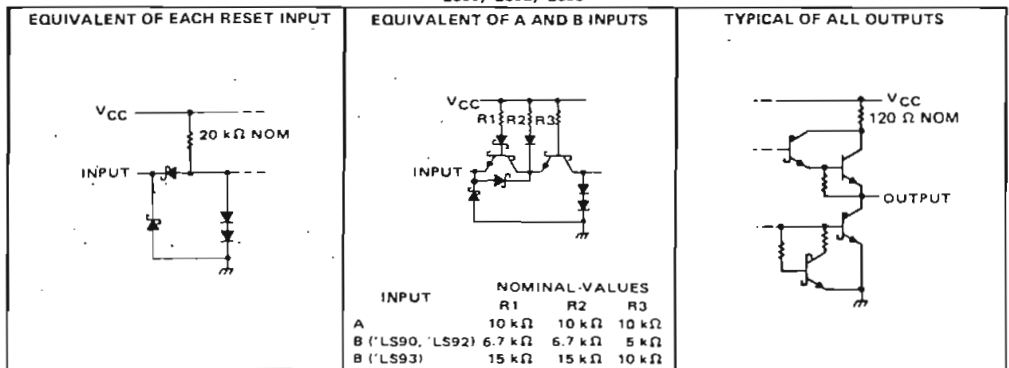 EQUIVALENT OF EACH RESET INPUT
VCC
20 kΩ NOM
INPUT
EQUIVALENT OF A AND B INPUTS
VCC
R1 R2 R3
INPUT
NOMINAL VALUES
INPUT R1 R2 R3
A 10 kΩ 10 kΩ 10 kΩ
B ('LS90, 'LS92) 6.7 kΩ 6.7 kΩ 5 kΩ
B ('LS93) 15 kΩ 15 kΩ 10 kΩ
TYPICAL OF ALL OUTPUTS
VCC
120 Ω NOM
OUTPUT